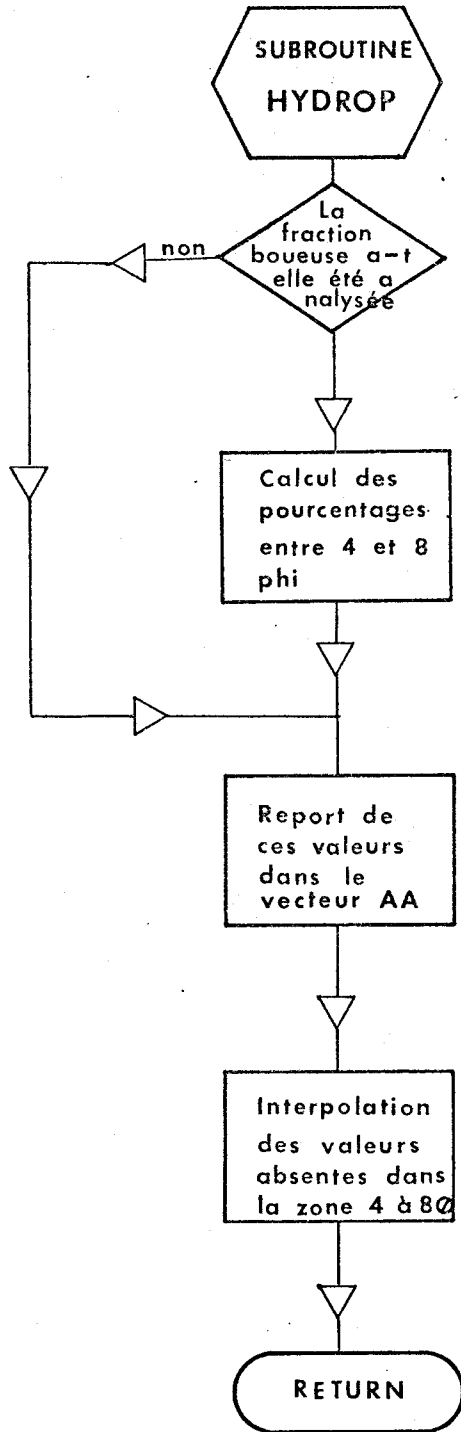 SUBROUTINE
HYDROP
La
fraction
boueuse a-t
elle été a
nalysée
non
Calcul des
pourcentages
entre 4 et 8
phi
Report de
ces valeurs
dans le
vecteur AA
Interpolation
des valeurs
absentes dans
la zone 4 à 8Ø
RETURN